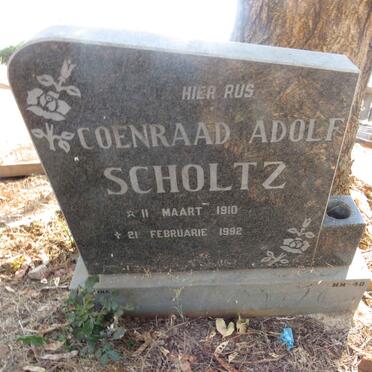 HIER RUS
COENRAAD ADOLF
SCHOLTZ
☆ 11 MAART 1910
✝ 21 FEBRUARIE 1992